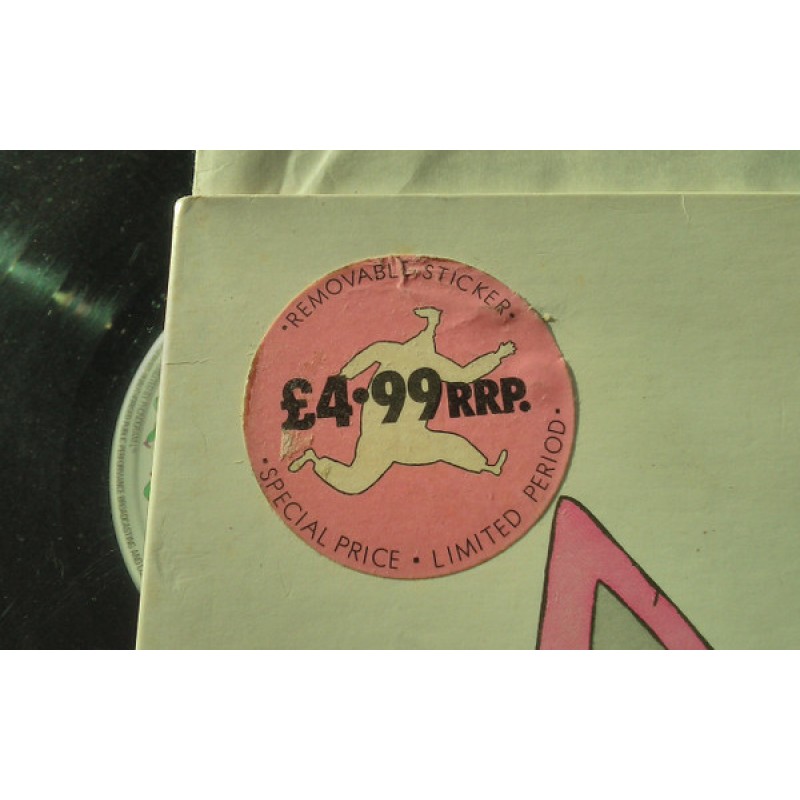 ·REMOVABLE STICKER·
£4·99 RRP.
·SPECIAL PRICE · LIMITED PERIOD·